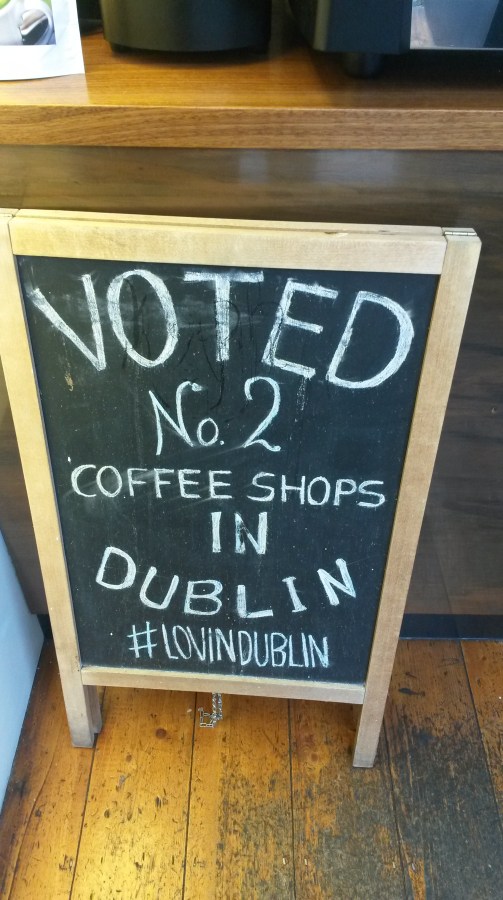 VOTED
No. 2
COFFEE SHOPS
IN
DUBLIN
#LOVINDUBLIN